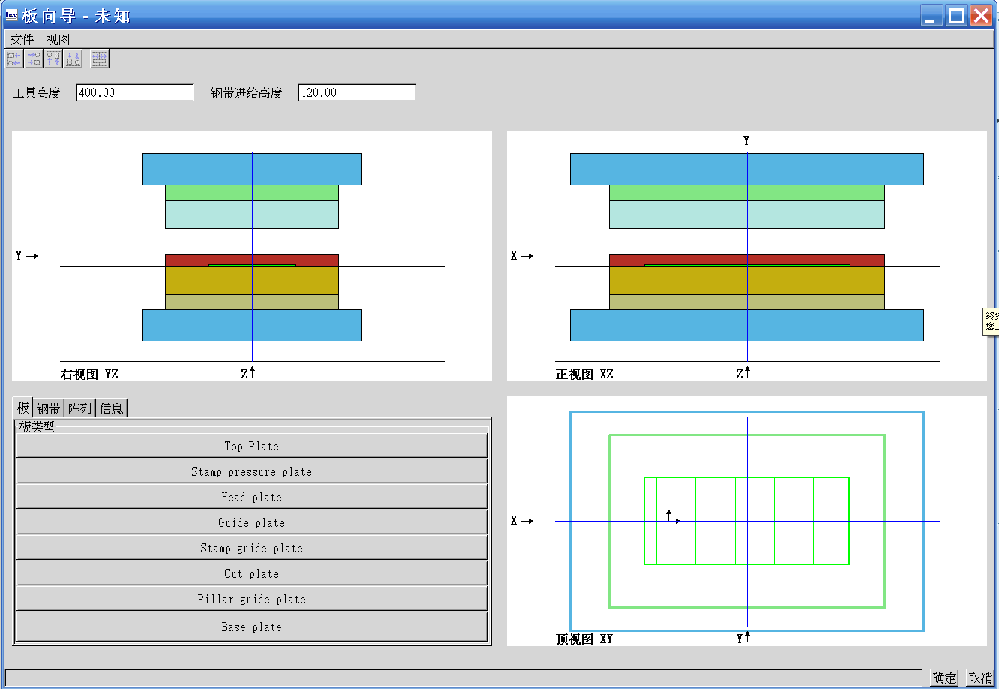 bw 板向导 - 未知
文件 视图
工具高度 400.00 钢带进给高度 120.00
Y
Y
X
右视图 YZ Z
正视图 XZ Z
终
您
板 钢带 阵列 信息
板类型
Top Plate
Stamp pressure plate
Head plate
Guide plate
Stamp guide plate
Cut plate
Pillar guide plate
Base plate
X
顶视图 XY Y
确定 取消